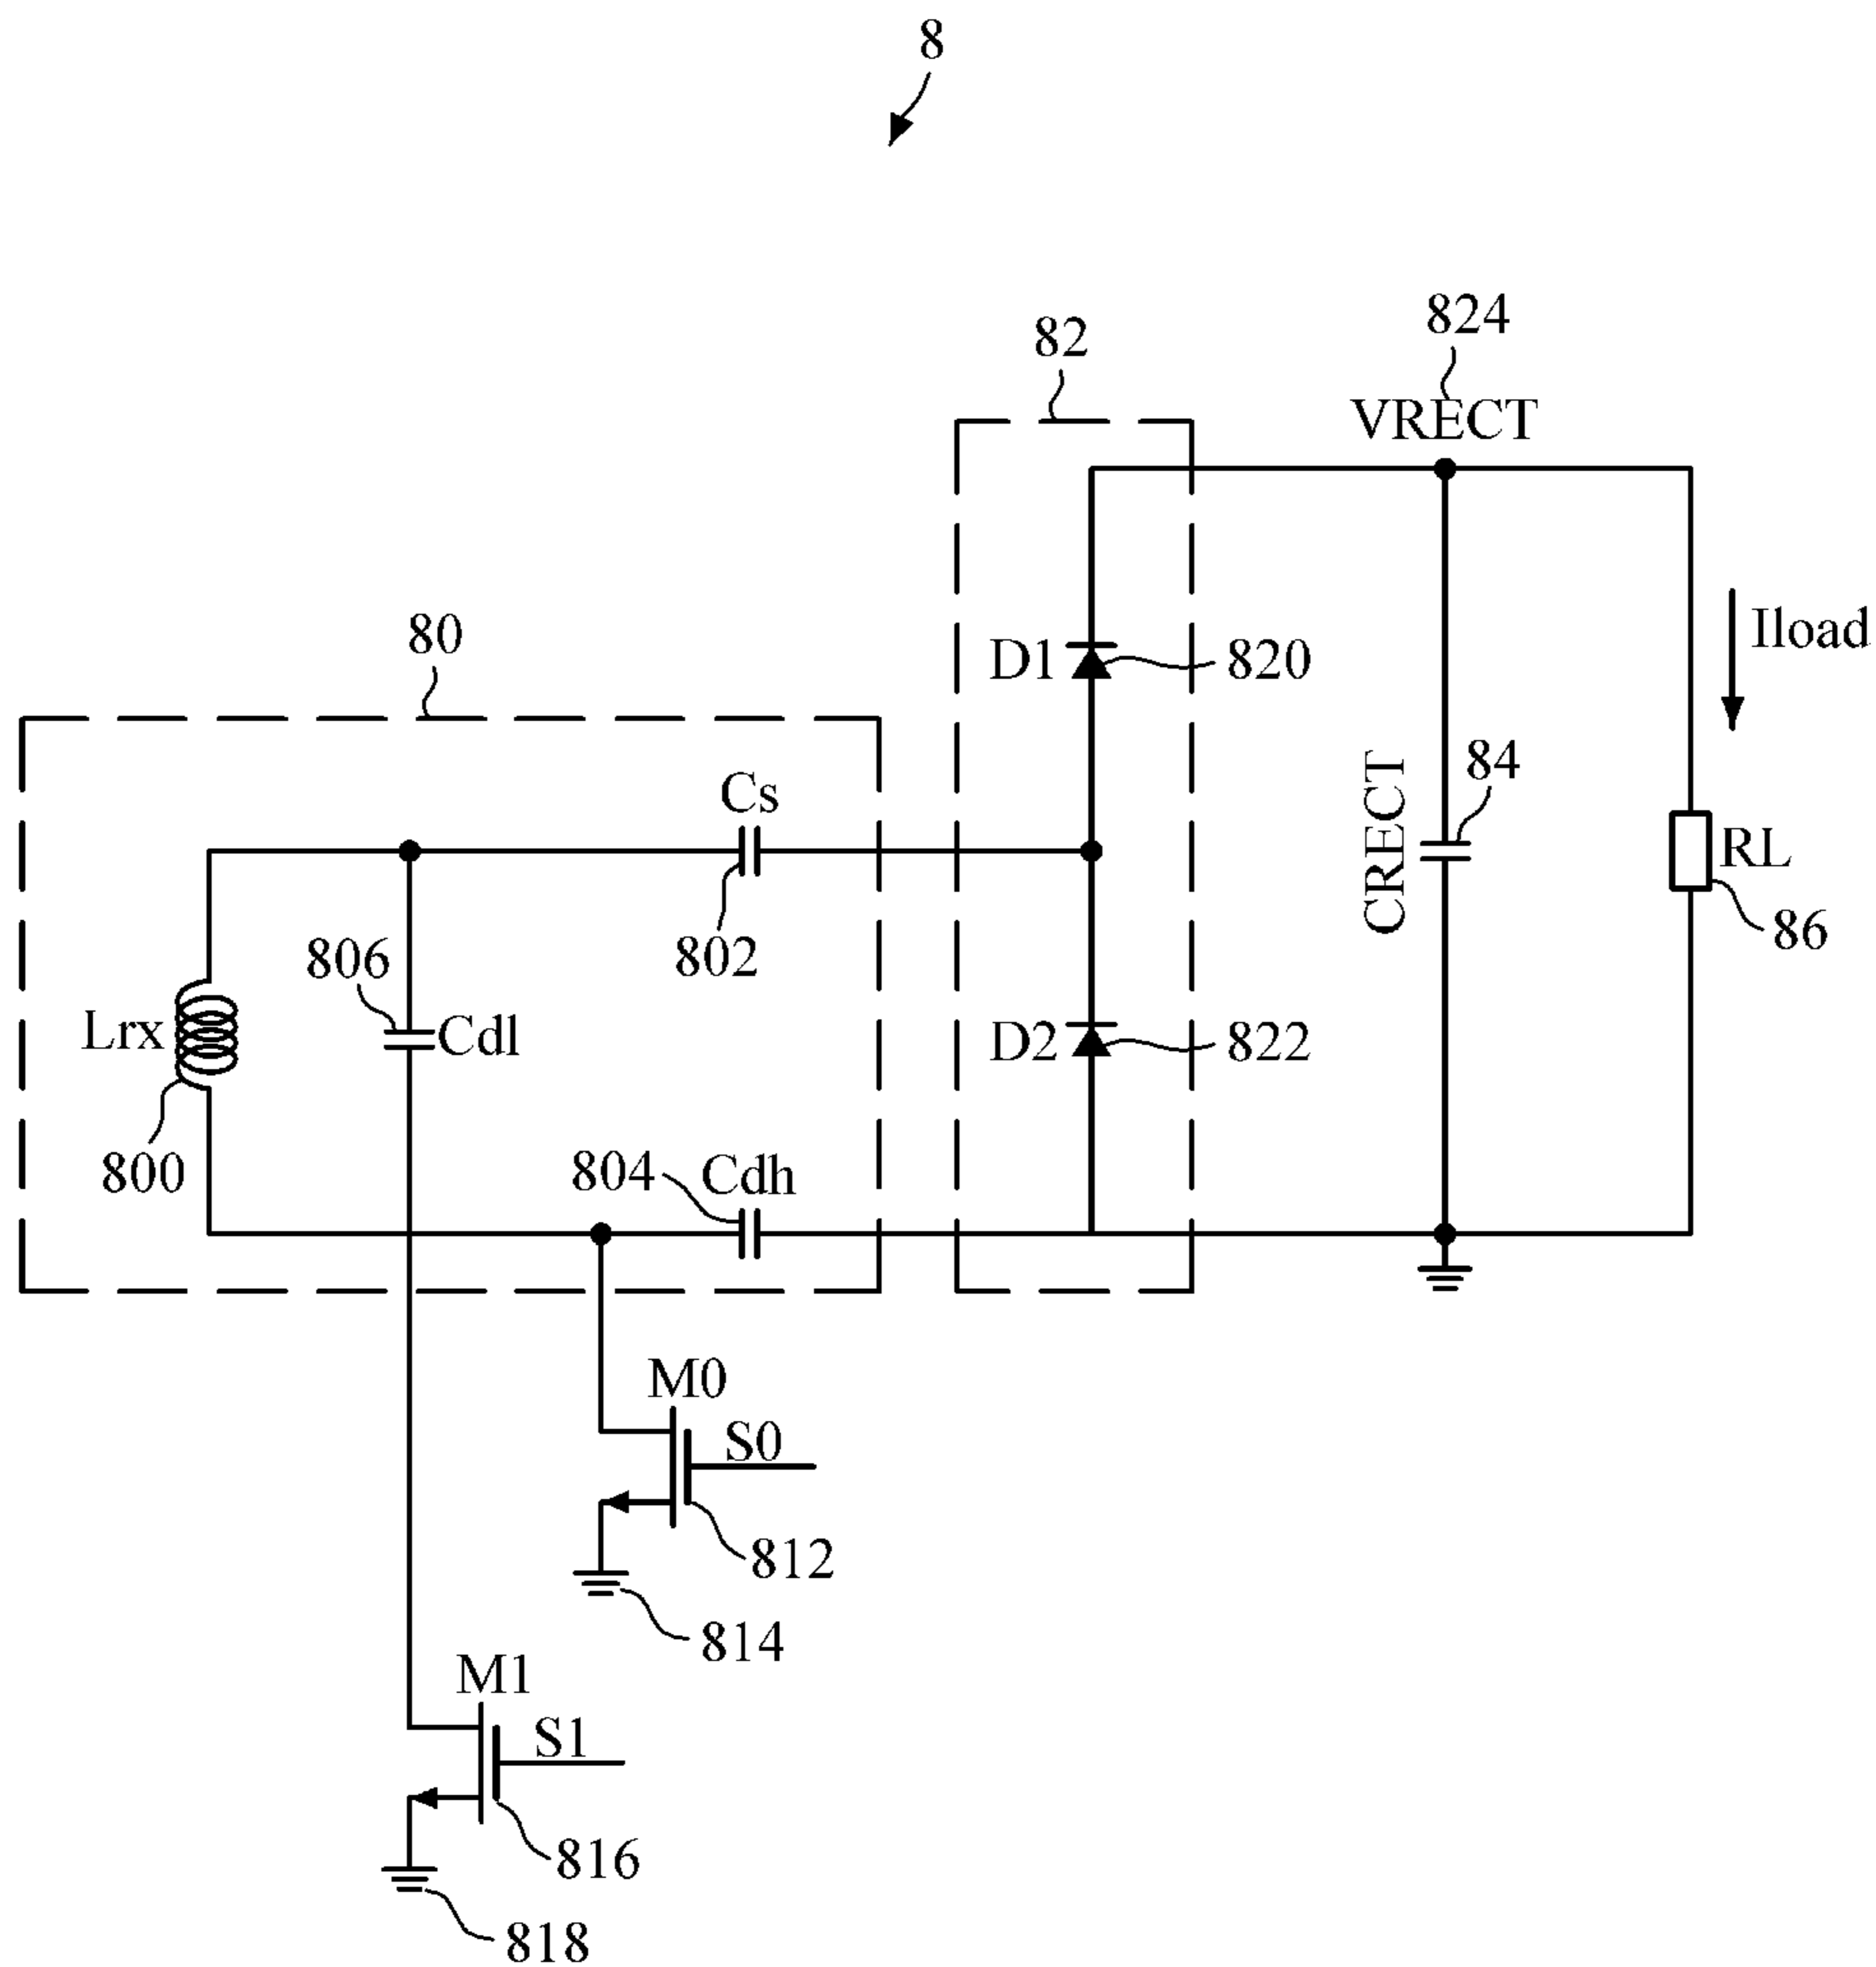 8
824
82
VRECT
80
Iload
D1
820
Cs
84
CRECT
RL
86
802
806
Lrx
Cdl
D2
822
800
804
Cdh
M0
S0
812
814
M1
S1
816
818